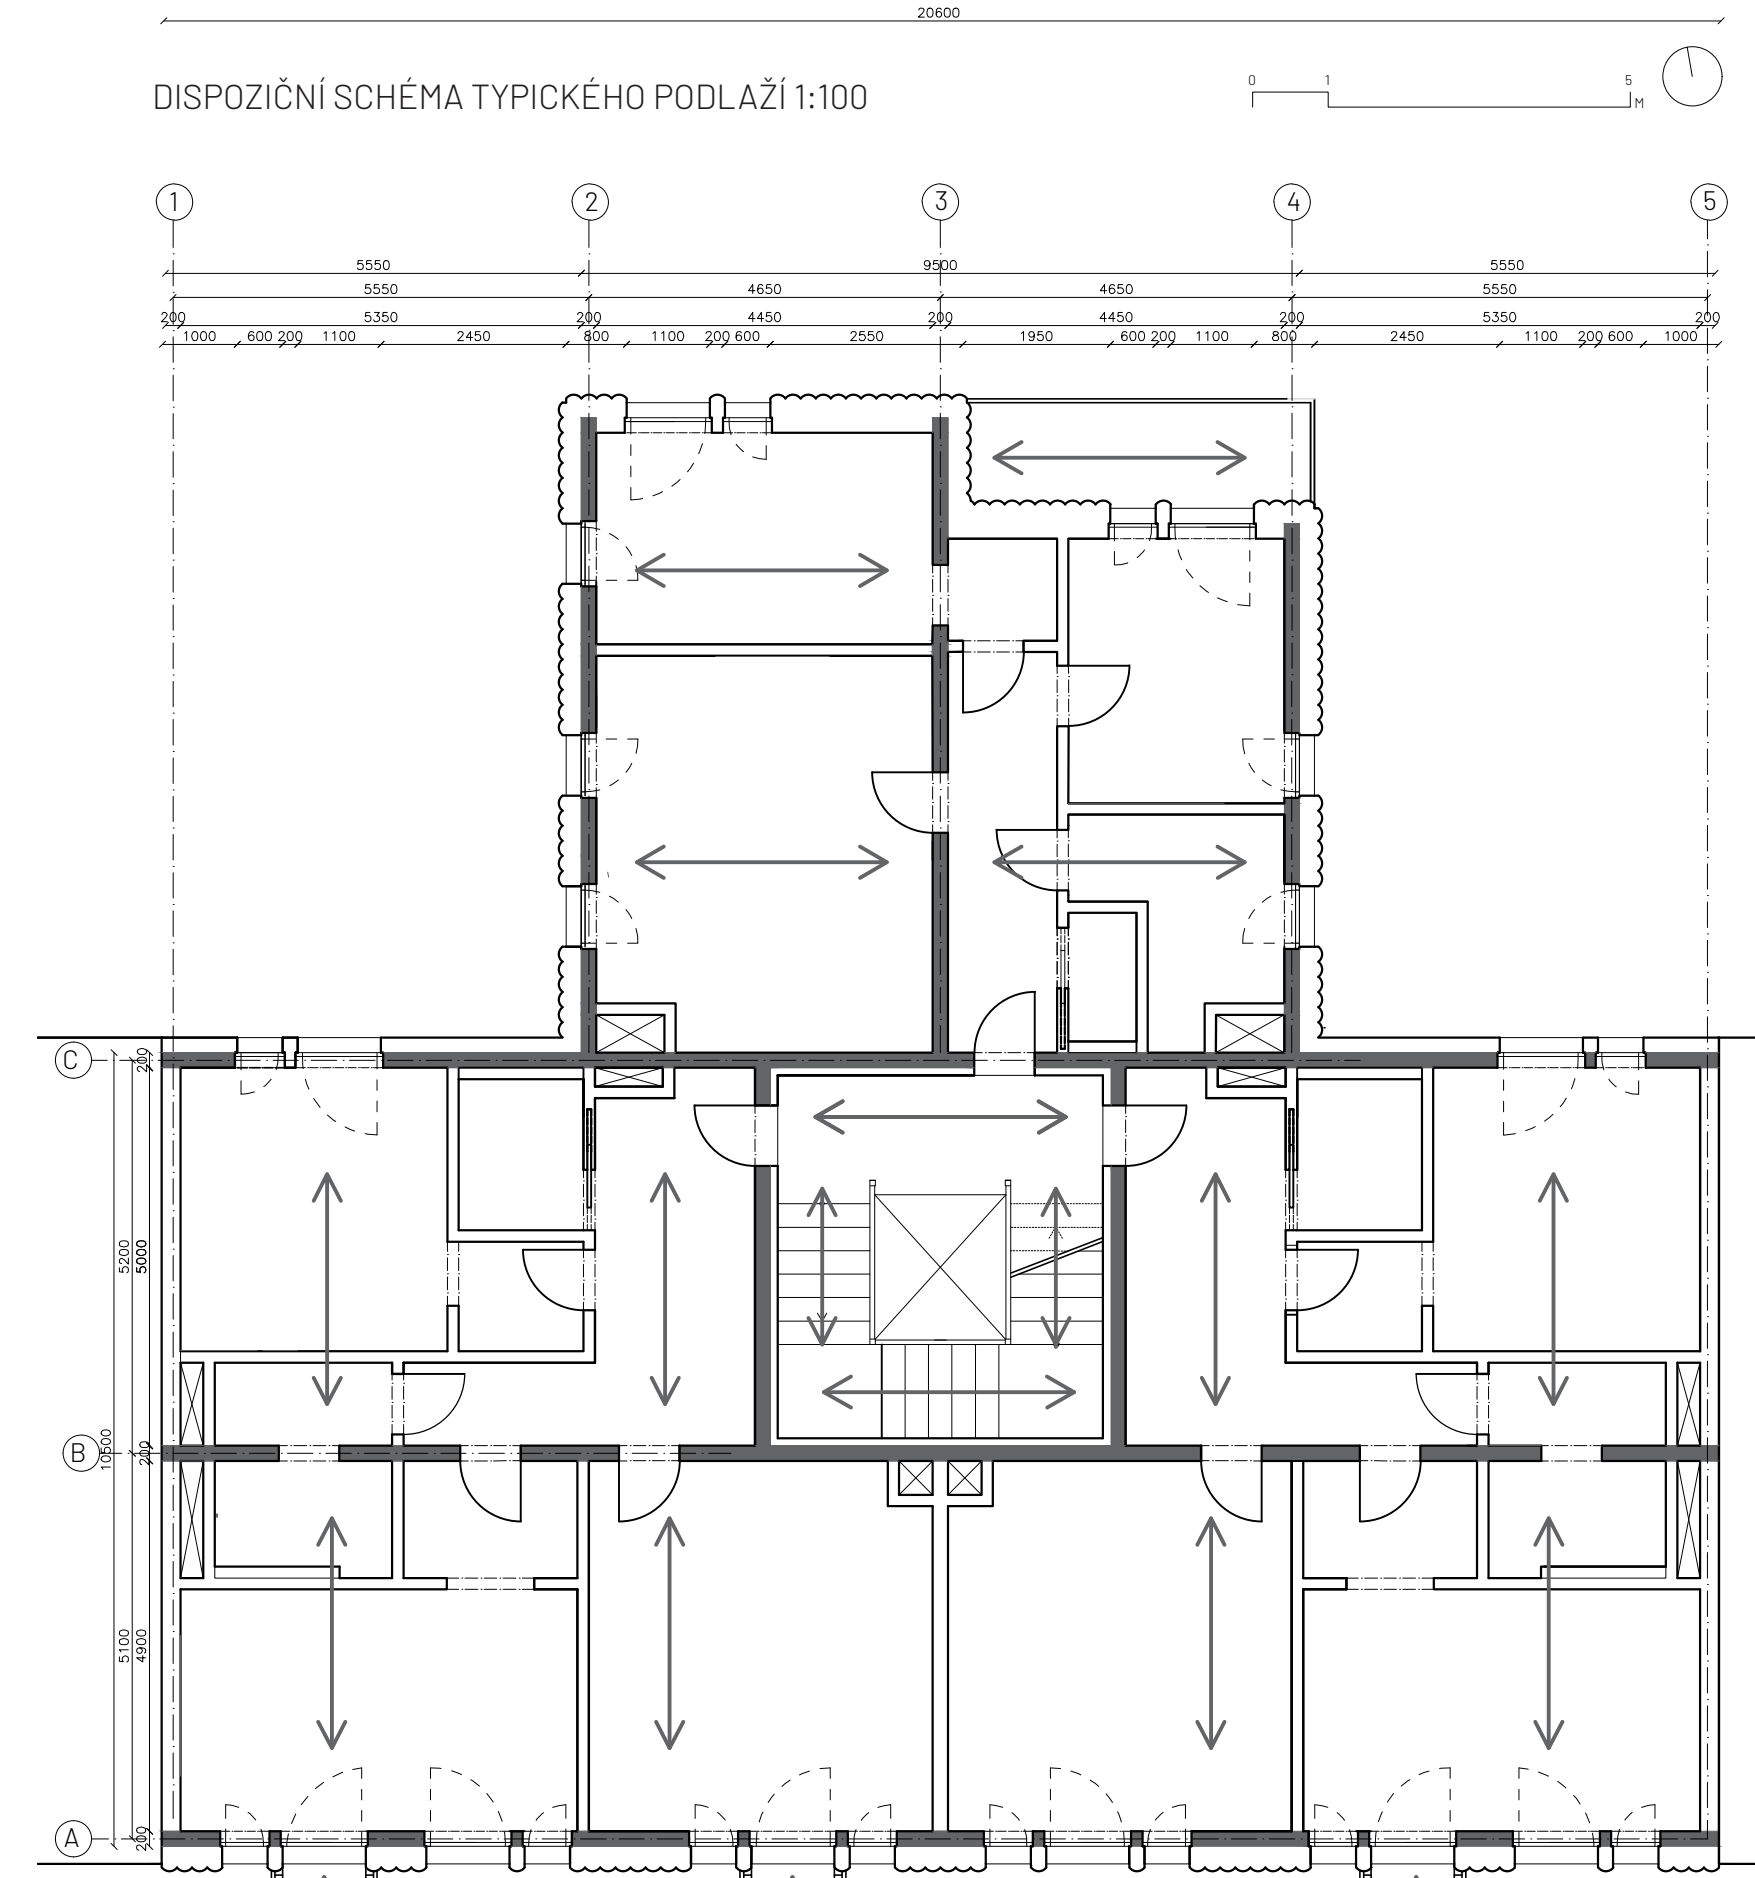 20600
DISPOZIČNÍ SCHÉMA TYPICKÉHO PODLAŽÍ 1:100
0 1 5 M
1 2 3 4 5
5550 9500 5550
5550 4650 4650 5550
200 5350 200 4450 200 4450 200 5350 200
1000 600 200 1100 2450 800 1100 200 600 2550 1950 600 200 1100 800 2450 1100 200 600 1000
C
200
5200
5000
B
10500
200
5100
4900
A
200